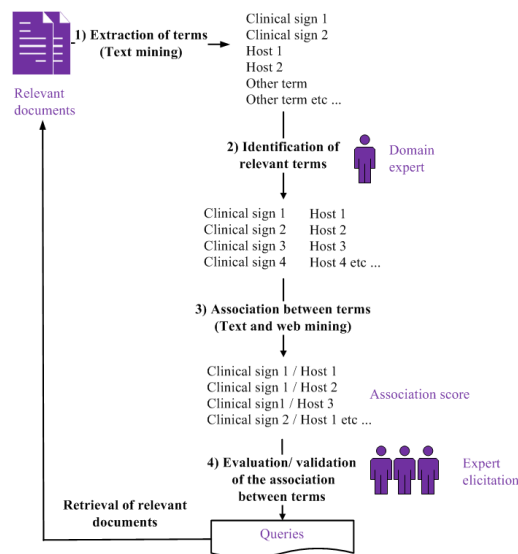 1) Extraction of terms
(Text mining)
Relevant
documents
Clinical sign 1
Clinical sign 2
Host 1
Host 2
Other term
Other term etc ...
2) Identification of
relevant terms
Domain
expert
Clinical sign 1 Host 1
Clinical sign 2 Host 2
Clinical sign 3 Host 3
Clinical sign 4 Host 4 etc ...
3) Association between terms
(Text and web mining)
Clinical sign 1 / Host 1
Clinical sign 1 / Host 2
Clinical sign1 / Host 3
Clinical sign 2 / Host 1 etc ...
Association score
4) Evaluation/ validation
of the association
between terms
Expert
elicitation
Retrieval of relevant
documents
Queries